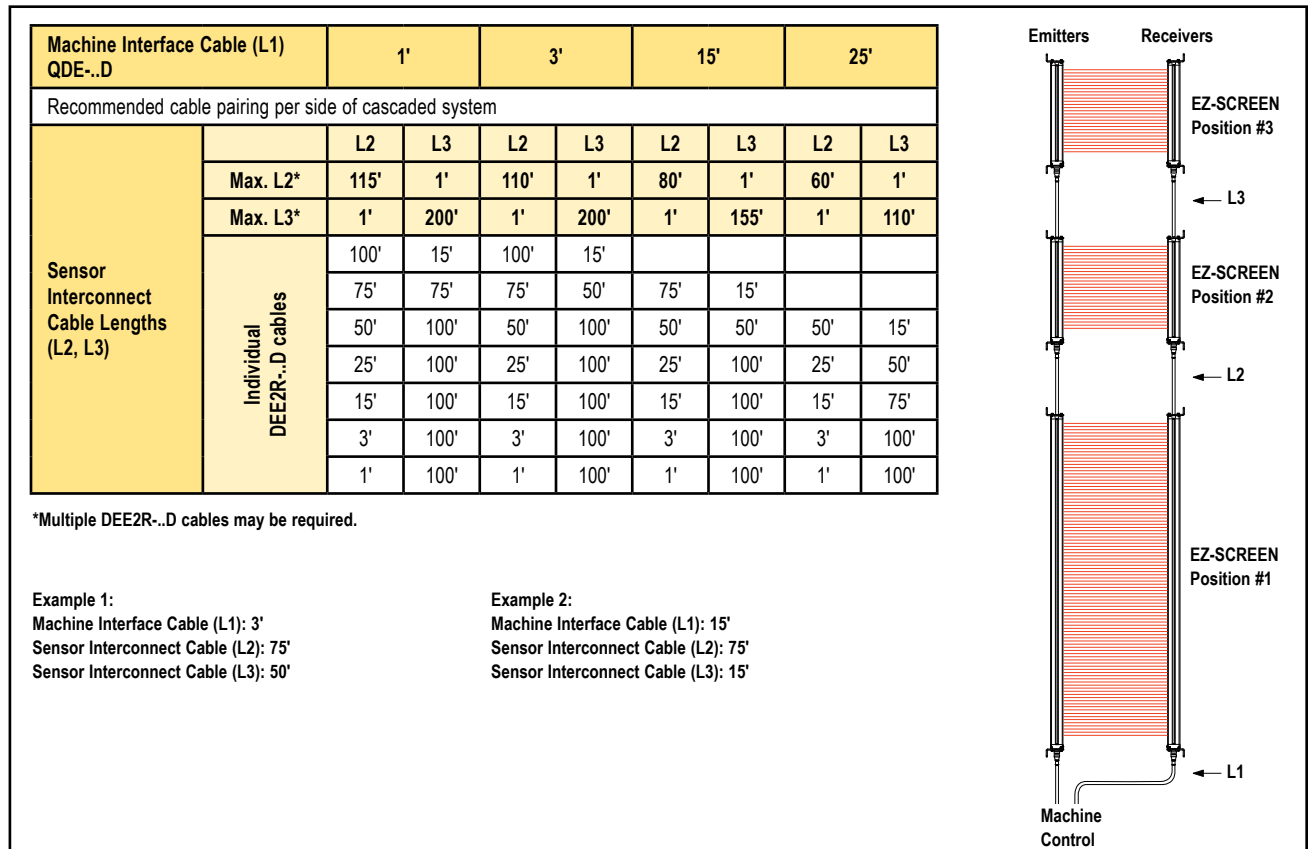 Machine Interface Cable (L1)
QDE-..D
1' 3' 15' 25'
Recommended cable pairing per side of cascaded system
Sensor
Interconnect
Cable Lengths
(L2, L3)
L2 L3 L2 L3 L2 L3 L2 L3
Max. L2* 115' 1' 110' 1' 80' 1' 60' 1'
Max. L3* 1' 200' 1' 200' 1' 155' 1' 110'
Individual
DEE2R-..D cables
100' 15' 100' 15'
75' 75' 75' 50' 75' 15'
50' 100' 50' 100' 50' 50' 50' 15'
25' 100' 25' 100' 25' 100' 25' 50'
15' 100' 15' 100' 15' 100' 15' 75'
3' 100' 3' 100' 3' 100' 3' 100'
1' 100' 1' 100' 1' 100' 1' 100'
*Multiple DEE2R-..D cables may be required.
Example 1:
Machine Interface Cable (L1): 3'
Sensor Interconnect Cable (L2): 75'
Sensor Interconnect Cable (L3): 50'
Example 2:
Machine Interface Cable (L1): 15'
Sensor Interconnect Cable (L2): 75'
Sensor Interconnect Cable (L3): 15'
Emitters Receivers
EZ-SCREEN
Position #3
L3
EZ-SCREEN
Position #2
L2
EZ-SCREEN
Position #1
L1
Machine
Control